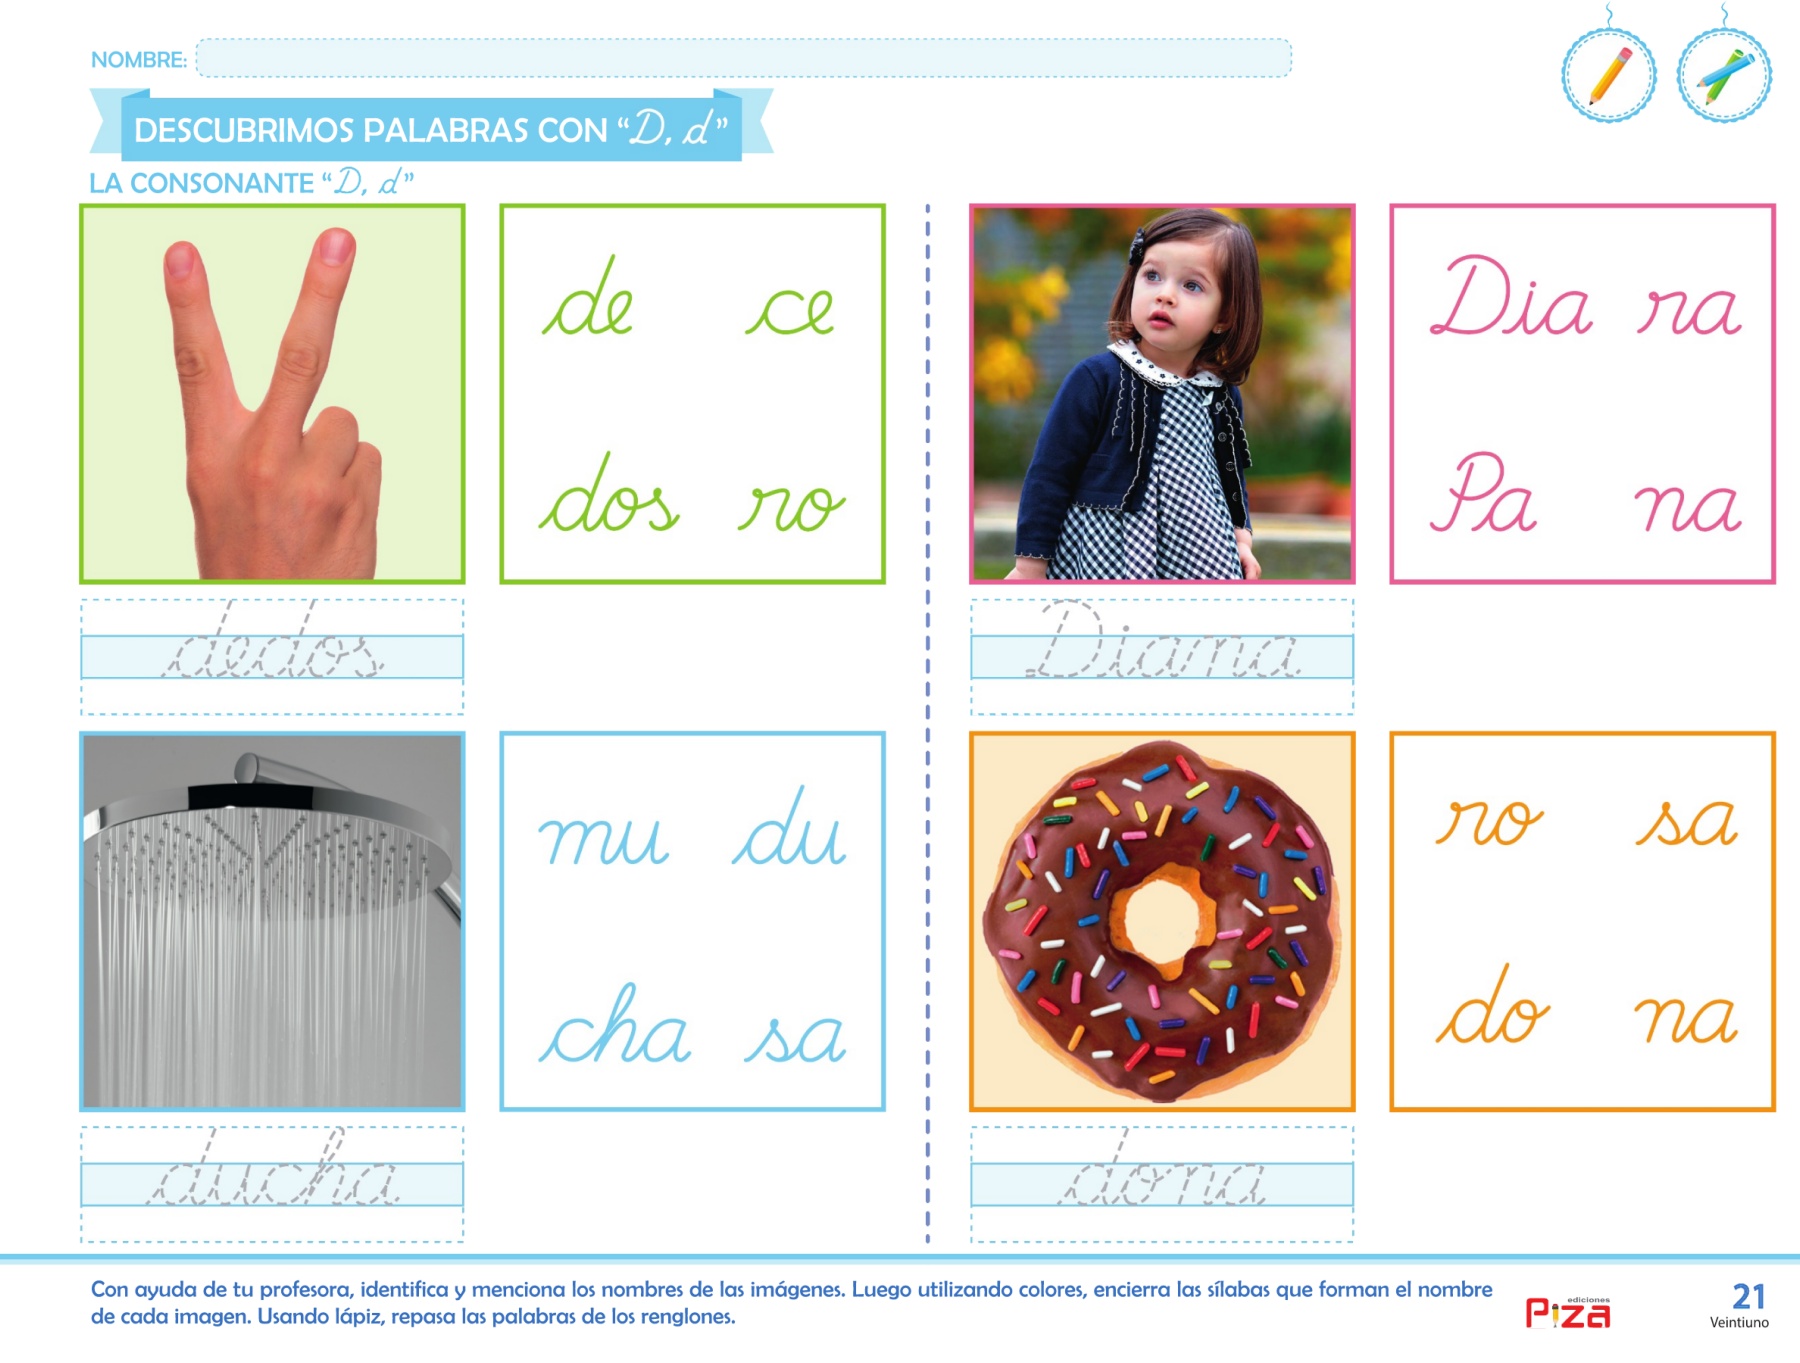 NOMBRE:
DESCUBRIMOS PALABRAS CON “D, d”
LA CONSONANTE “D, d”
de ce
dos ro
dedos
Dia ra
Pa na
Diana
mu du
cha sa
ducha
ro sa
do na
dona
Con ayuda de tu profesora, identifica y menciona los nombres de las imágenes. Luego utilizando colores, encierra las sílabas que forman el nombre
de cada imagen. Usando lápiz, repasa las palabras de los renglones.
ediciones
Piza
21
Veintiuno